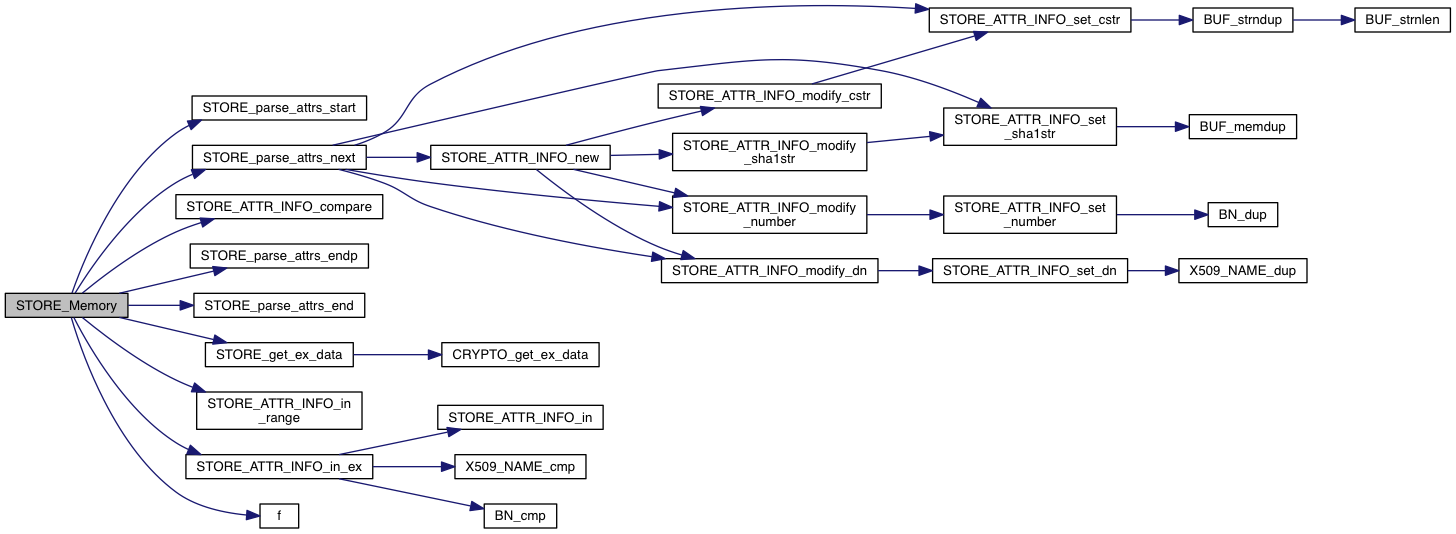 STORE_Memory
STORE_parse_attrs_start
STORE_parse_attrs_next
STORE_ATTR_INFO_compare
STORE_parse_attrs_endp
STORE_parse_attrs_end
STORE_get_ex_data
STORE_ATTR_INFO_in
_range
STORE_ATTR_INFO_in_ex
f
STORE_ATTR_INFO_new
CRYPTO_get_ex_data
STORE_ATTR_INFO_in
X509_NAME_cmp
BN_cmp
STORE_ATTR_INFO_modify_cstr
STORE_ATTR_INFO_modify
_sha1str
STORE_ATTR_INFO_modify
_number
STORE_ATTR_INFO_modify_dn
STORE_ATTR_INFO_set_cstr
STORE_ATTR_INFO_set
_sha1str
STORE_ATTR_INFO_set
_number
STORE_ATTR_INFO_set_dn
BUF_strndup
BUF_memdup
BN_dup
X509_NAME_dup
BUF_strnlen